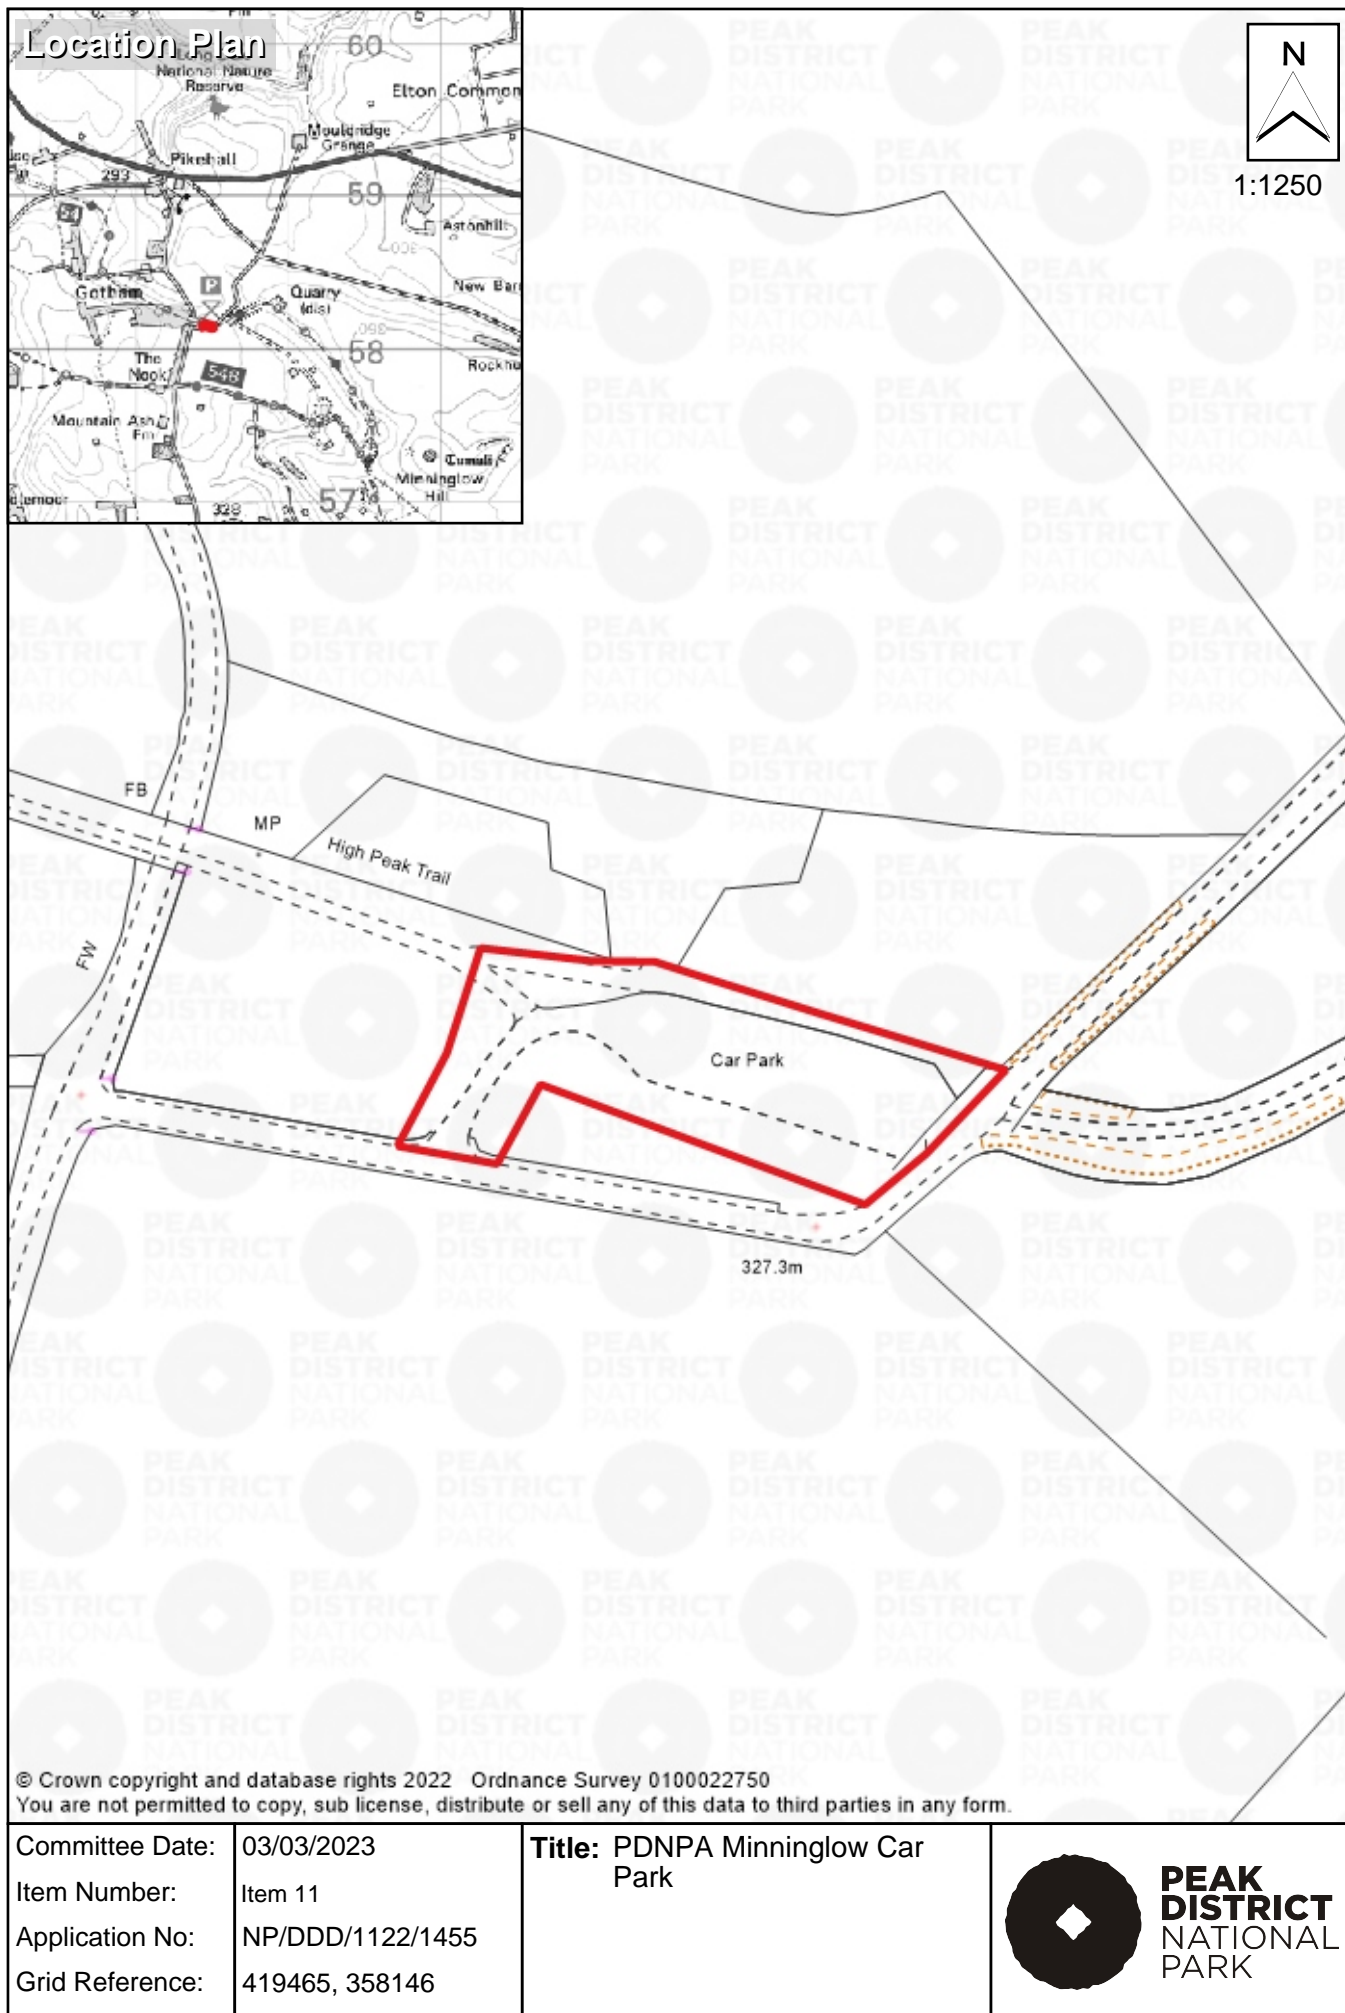 Location Plan
60
National Nature
Reserve
Elton Common
Mouldridge
Grange
Pikehall
293
59
Astonhill
P
Gotham
Quarry
(dis)
New Bar
58
The
Nook
Rockhu
548
Mountain Ash
Fm
Tumuli
Minninglow
Hill
57
328
N
1:1250
FB
MP
High Peak Trail
FW
Car Park
327.3m
© Crown copyright and database rights 2022 Ordnance Survey 0100022750
You are not permitted to copy, sub license, distribute or sell any of this data to third parties in any form.
Committee Date: 03/03/2023
Item Number: Item 11
Application No: NP/DDD/1122/1455
Grid Reference: 419465, 358146
Title: PDNPA Minninglow Car
Park
PEAK
DISTRICT
NATIONAL
PARK